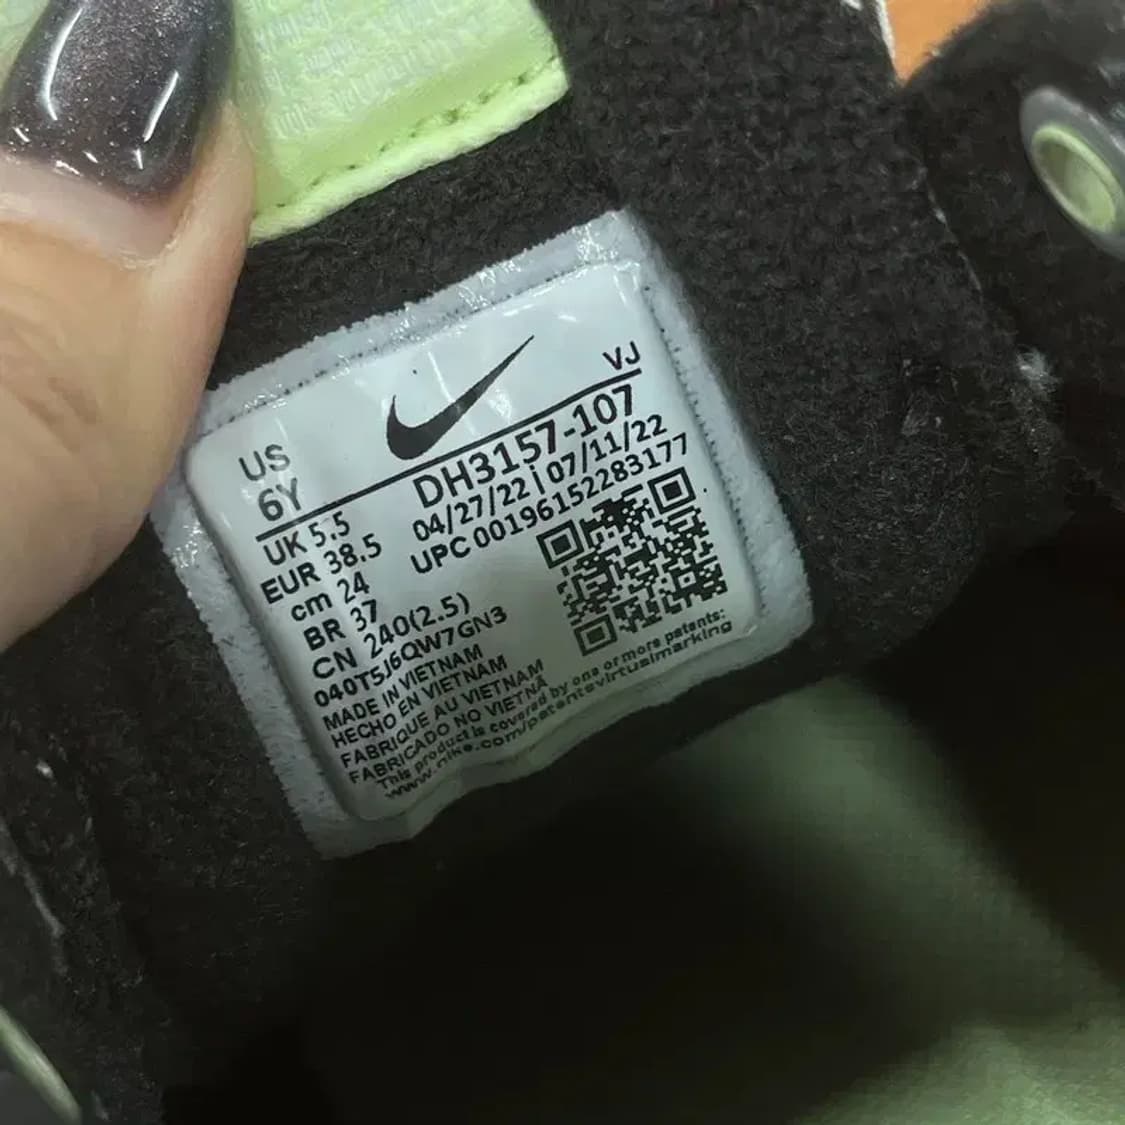 US
6Y
UK 5.5
EUR 38.5
cm 24
BR 37
CN 240(2.5)
VJ
DH3157-107
04/27/22 | 07/11/22
UPC 00196152283177
040T5J6QW7GN3
MADE IN VIETNAM
HECHO EN VIETNAM
FABRIQUE AU VIETNAM
FABRICADO NO VIETNÃ
This product is covered by one or more patents:
www.nike.com/patentsvirtualmarking